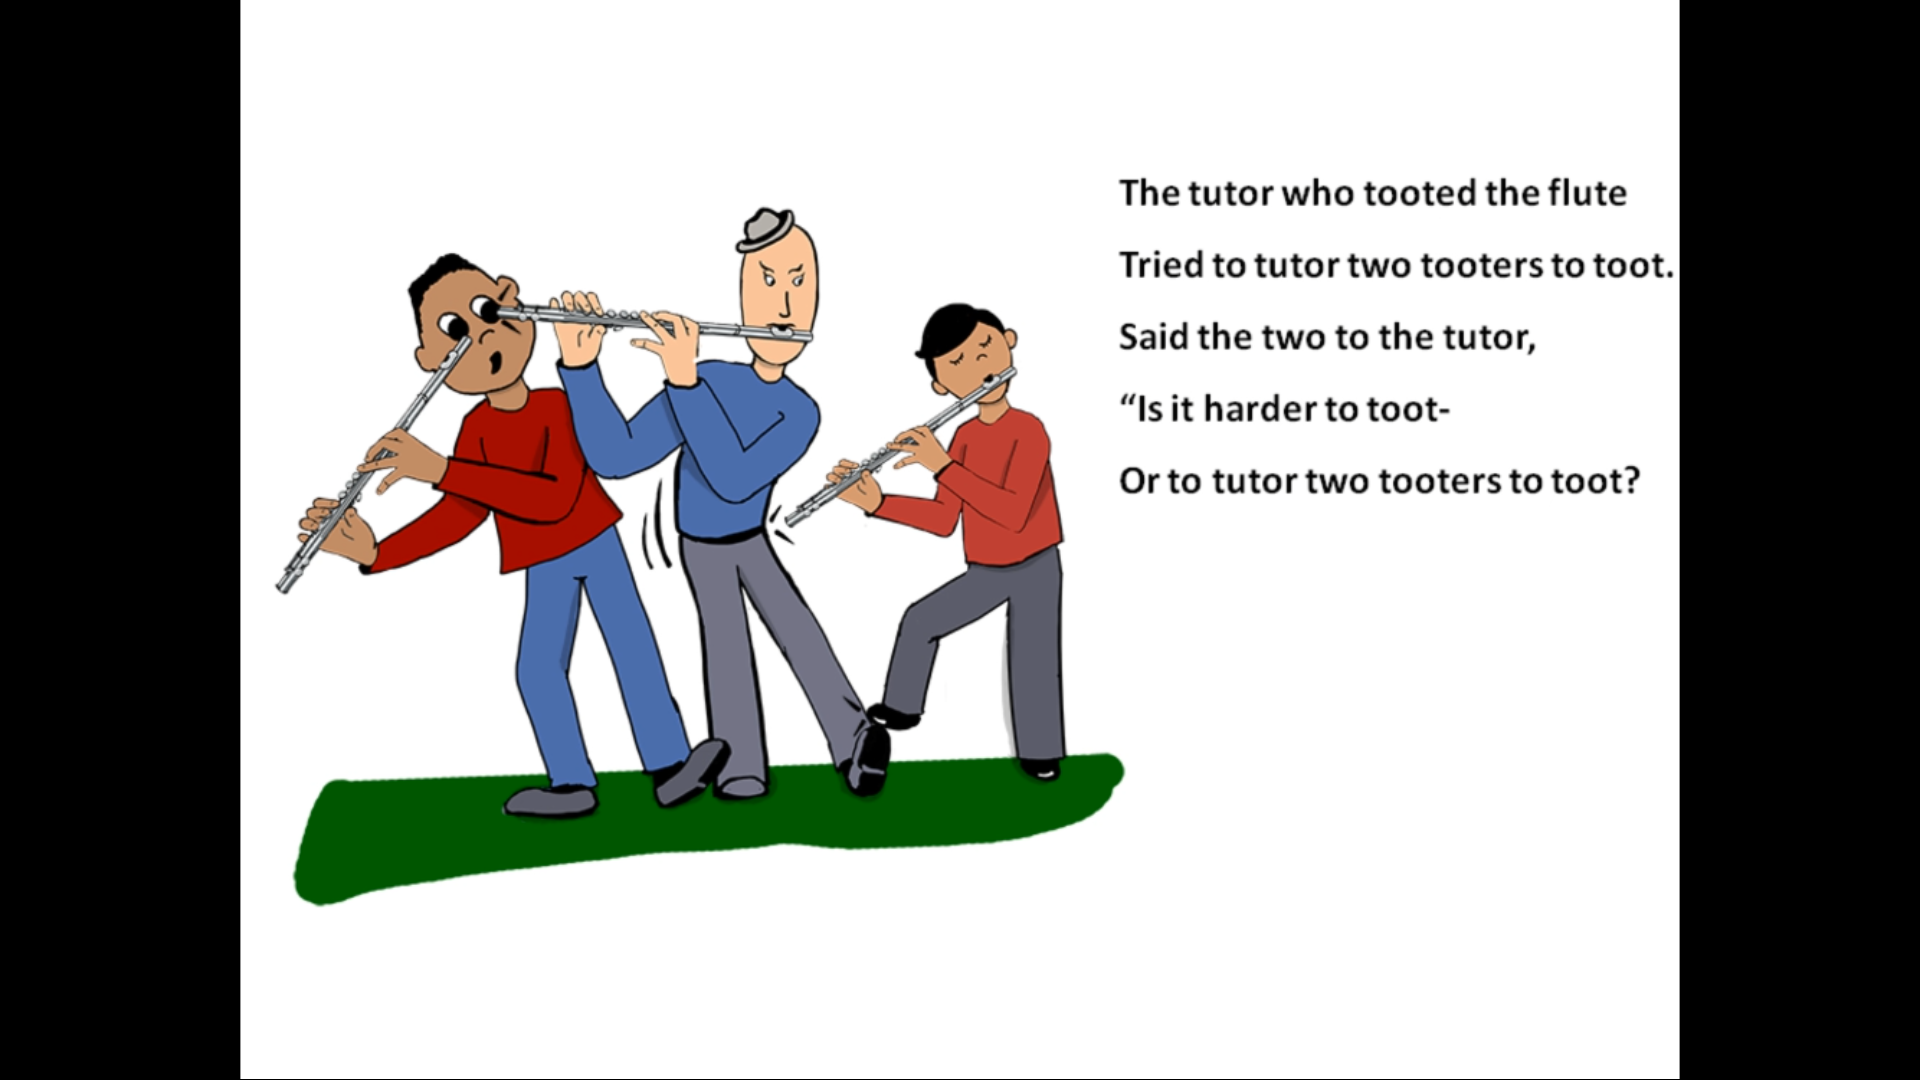 The tutor who tooted the flute
Tried to tutor two tooters to toot.
Said the two to the tutor,
“Is it harder to toot-
Or to tutor two tooters to toot?